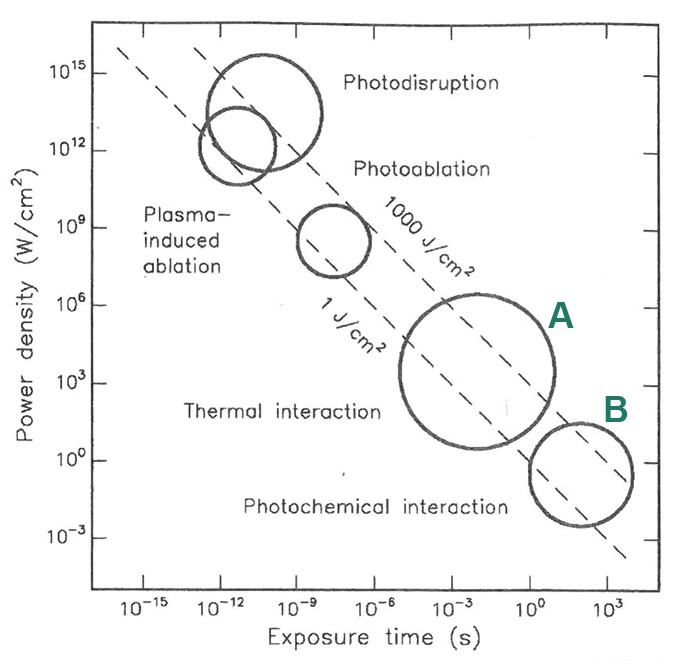 10¹⁵
10¹²
10⁹
10⁶
10³
10⁰
10⁻³
Power density (W/cm²)
Photodisruption
Photoablation
Plasma–
induced
ablation
1000 J/cm²
1 J/cm²
A
Thermal interaction
B
Photochemical interaction
10⁻¹⁵
10⁻¹²
10⁻⁹
10⁻⁶
10⁻³
10⁰
10³
Exposure time (s)